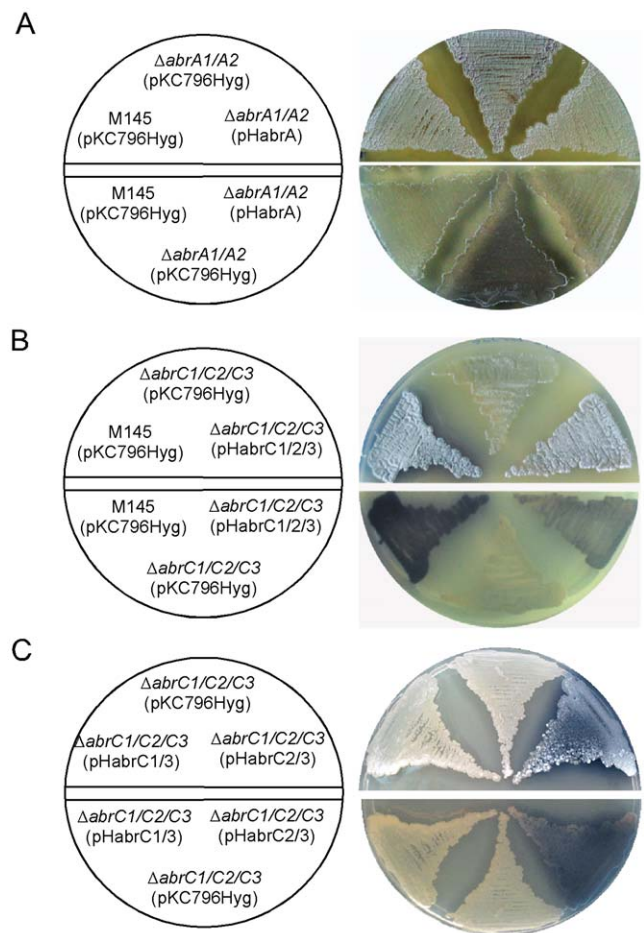 A
ΔabrA1/A2
(pKC796Hyg)
M145 ΔabrA1/A2
(pKC796Hyg) (pHabrA)
M145 ΔabrA1/A2
(pKC796Hyg) (pHabrA)
ΔabrA1/A2
(pKC796Hyg)
B
ΔabrC1/C2/C3
(pKC796Hyg)
M145 ΔabrC1/C2/C3
(pKC796Hyg) (pHabrC1/2/3)
M145 ΔabrC1/C2/C3
(pKC796Hyg) (pHabrC1/2/3)
ΔabrC1/C2/C3
(pKC796Hyg)
C
ΔabrC1/C2/C3
(pKC796Hyg)
ΔabrC1/C2/C3 ΔabrC1/C2/C3
(pHabrC1/3) (pHabrC2/3)
ΔabrC1/C2/C3 ΔabrC1/C2/C3
(pHabrC1/3) (pHabrC2/3)
ΔabrC1/C2/C3
(pKC796Hyg)